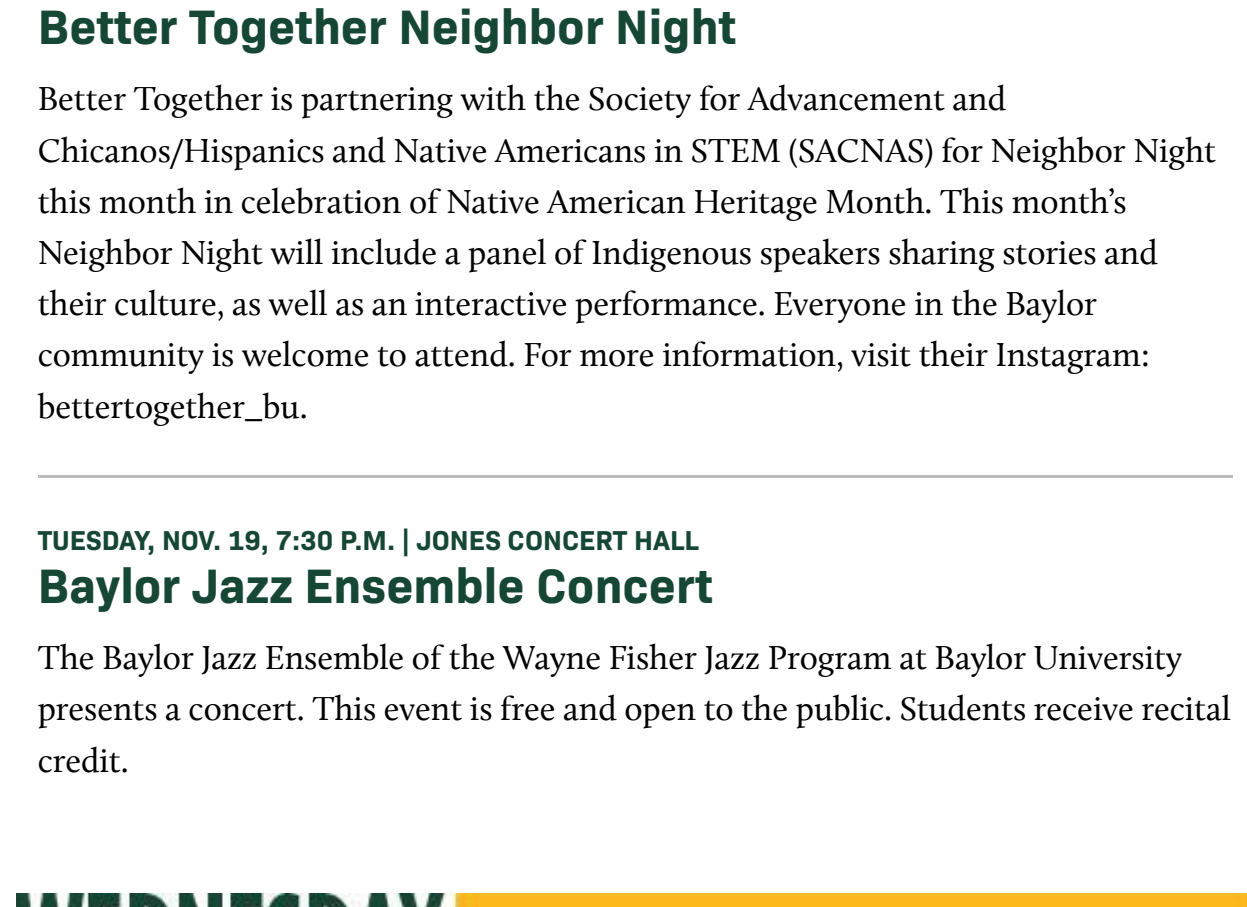 Better Together Neighbor Night
Better Together is partnering with the Society for Advancement and
Chicanos/Hispanics and Native Americans in STEM (SACNAS) for Neighbor Night
this month in celebration of Native American Heritage Month. This month’s
Neighbor Night will include a panel of Indigenous speakers sharing stories and
their culture, as well as an interactive performance. Everyone in the Baylor
community is welcome to attend. For more information, visit their Instagram:
bettertogether_bu.
TUESDAY, NOV. 19, 7:30 P.M. | JONES CONCERT HALL
Baylor Jazz Ensemble Concert
The Baylor Jazz Ensemble of the Wayne Fisher Jazz Program at Baylor University
presents a concert. This event is free and open to the public. Students receive recital
credit.
WEDNESDAY